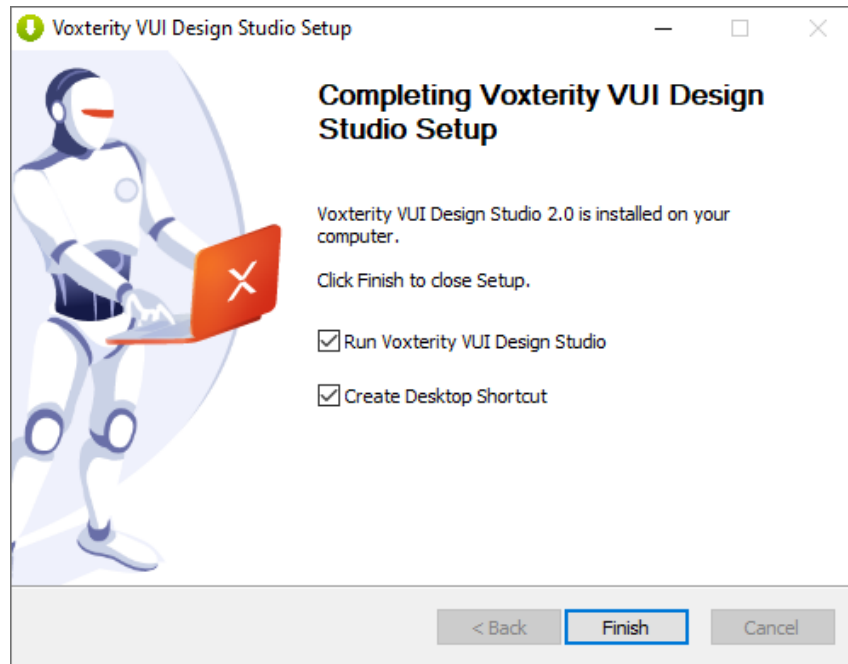 Voxterity VUI Design Studio Setup
Completing Voxterity VUI Design
Studio Setup
Voxterity VUI Design Studio 2.0 is installed on your
computer.
Click Finish to close Setup.
Run Voxterity VUI Design Studio
Create Desktop Shortcut
X
< Back
Finish
Cancel